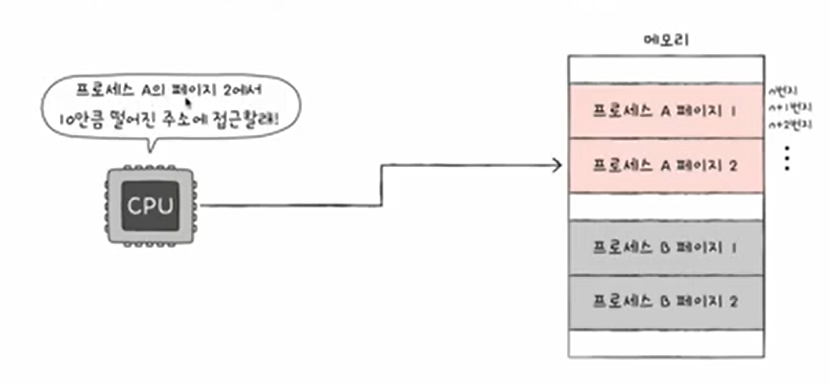 메모리
프로세스 A의 페이지 2에서
10만큼 떨어진 주소에 접근할래!
CPU
프로세스 A 페이지 1
n번지
n+1번지
n+2번지
프로세스 A 페이지 2
프로세스 B 페이지 1
프로세스 B 페이지 2